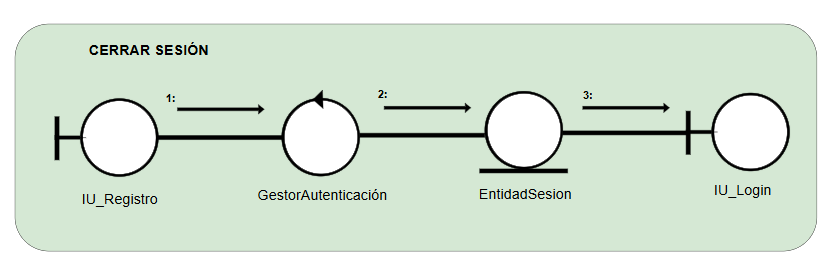 CERRAR SESIÓN
1:
2:
3:
IU_Registro
GestorAutenticación
EntidadSesion
IU_Login